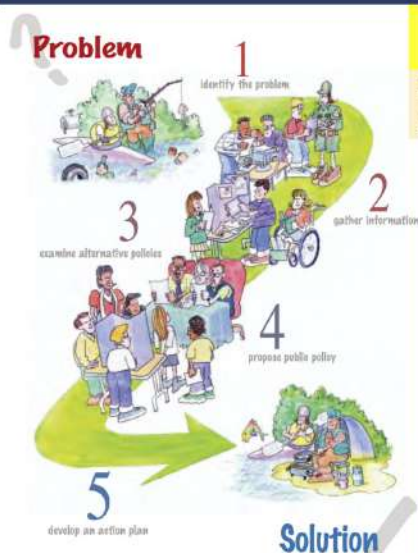 Problem
1
identify the problem
2
gather information
3
examine alternative policies
4
propose public policy
5
develop an action plan
Solution